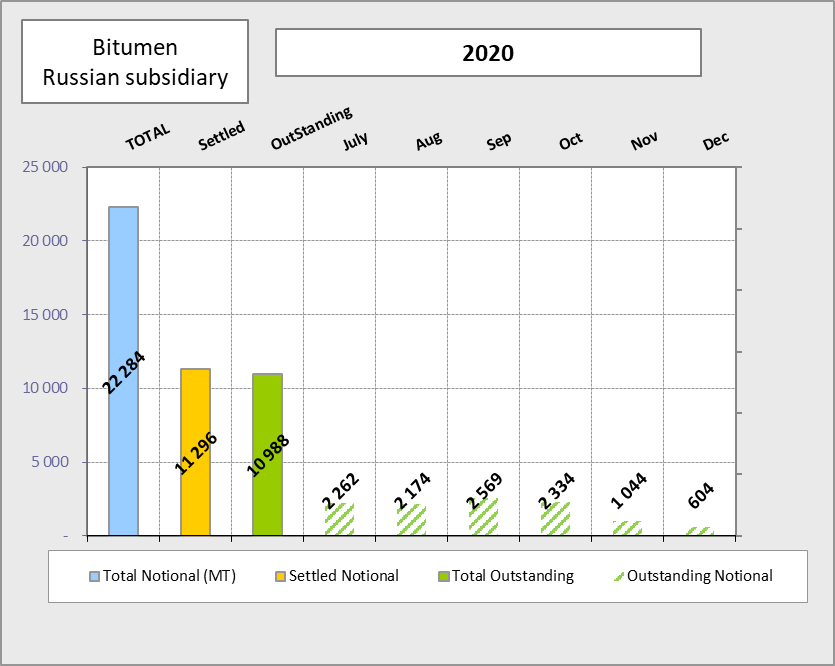 Bitumen
Russian subsidiary
2020
TOTAL
Settled
OutStanding
July
Aug
Sep
Oct
Nov
Dec
25 000
20 000
15 000
10 000
5 000
-
22 284
11 296
10 988
2 262
2 174
2 569
2 334
1 044
604
Total Notional (MT)
Settled Notional
Total Outstanding
Outstanding Notional